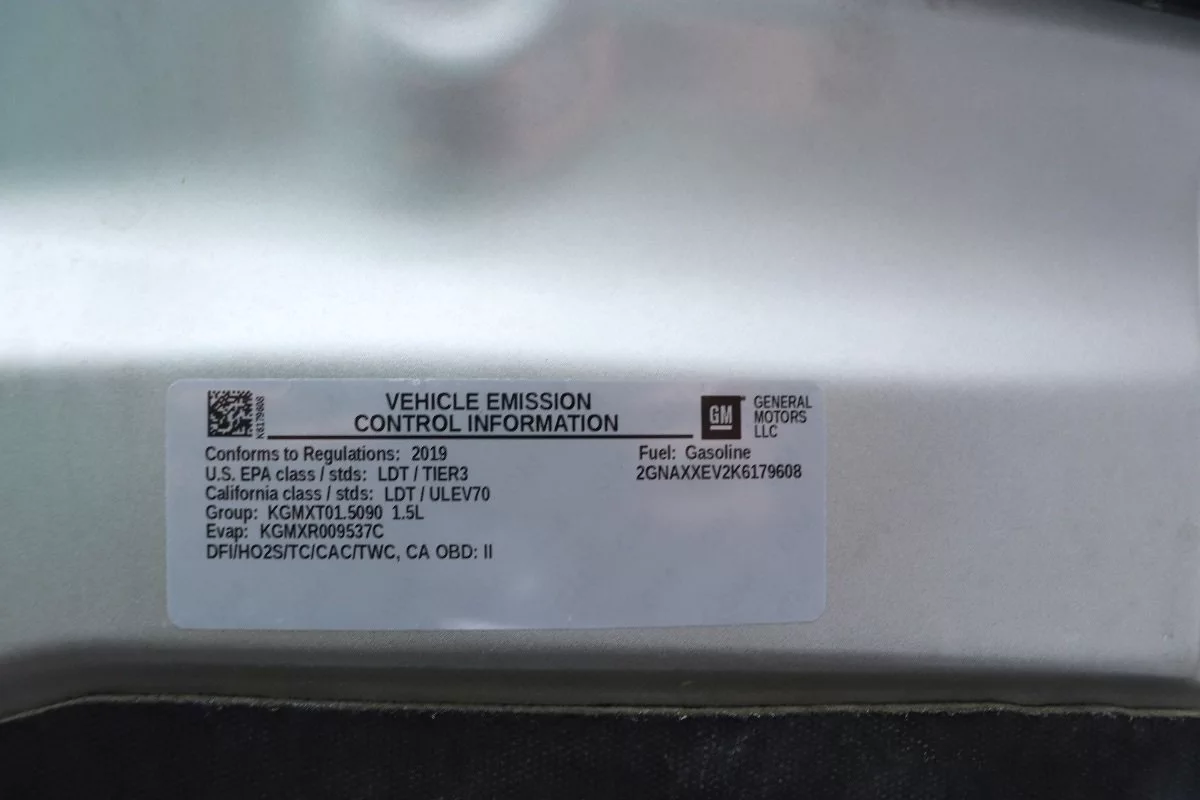 VEHICLE EMISSION
CONTROL INFORMATION
K6179608
GM
GENERAL
MOTORS
LLC
Conforms to Regulations: 2019
U.S. EPA class / stds: LDT / TIER3
California class / stds: LDT / ULEV70
Group: KGMXT01.5090 1.5L
Evap: KGMXR009537C
DFI/HO2S/TC/CAC/TWC, CA OBD: II
Fuel: Gasoline
2GNAXXEV2K6179608